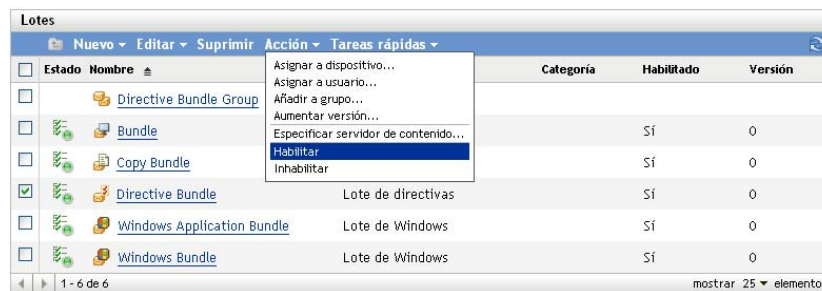 Lotes
Nuevo Editar Suprimir Acción Tareas rápidas
Estado Nombre Categoría Habilitado Versión
Asignar a dispositivo...
Asignar a usuario...
Añadir a grupo...
Aumentar versión...
Especificar servidor de contenido...
Habilitar
Inhabilitar
Directive Bundle Group
Bundle Sí 0
Copy Bundle Sí 0
Directive Bundle Lote de directivas Sí 0
Windows Application Bundle Lote de Windows Sí 0
Windows Bundle Lote de Windows Sí 0
1 - 6 de 6 mostrar 25 elemento